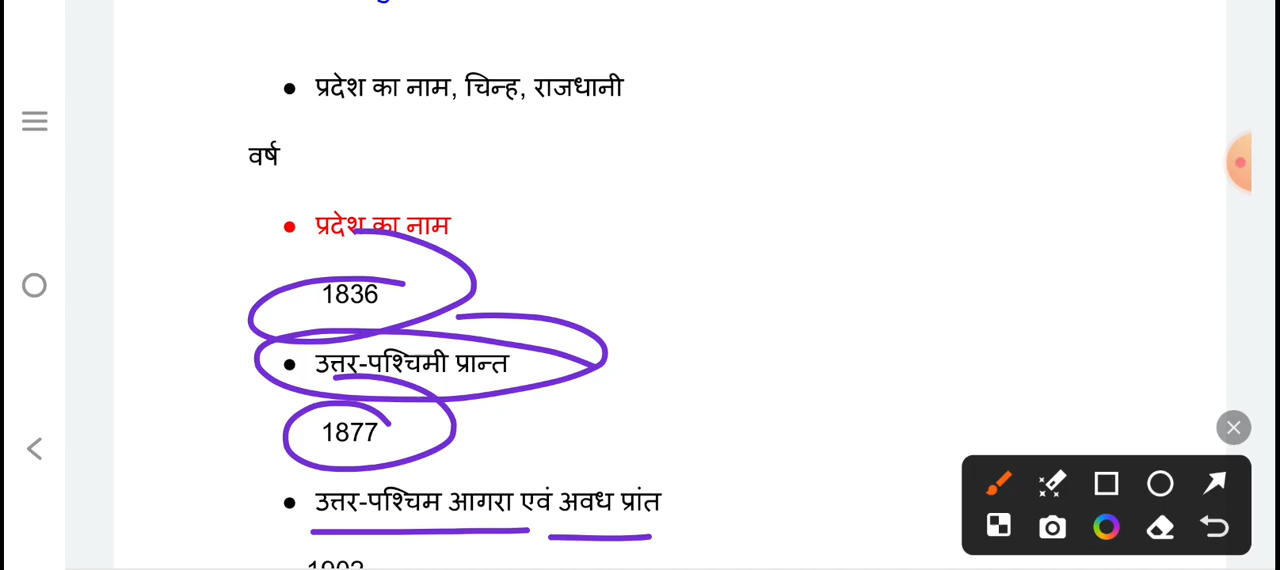 प्रदेश का नाम, चिन्ह, राजधानी
वर्ष
प्रदेश का नाम
1836
उत्तर-पश्चिमी प्रान्त
1877
उत्तर-पश्चिम आगरा एवं अवध प्रांत